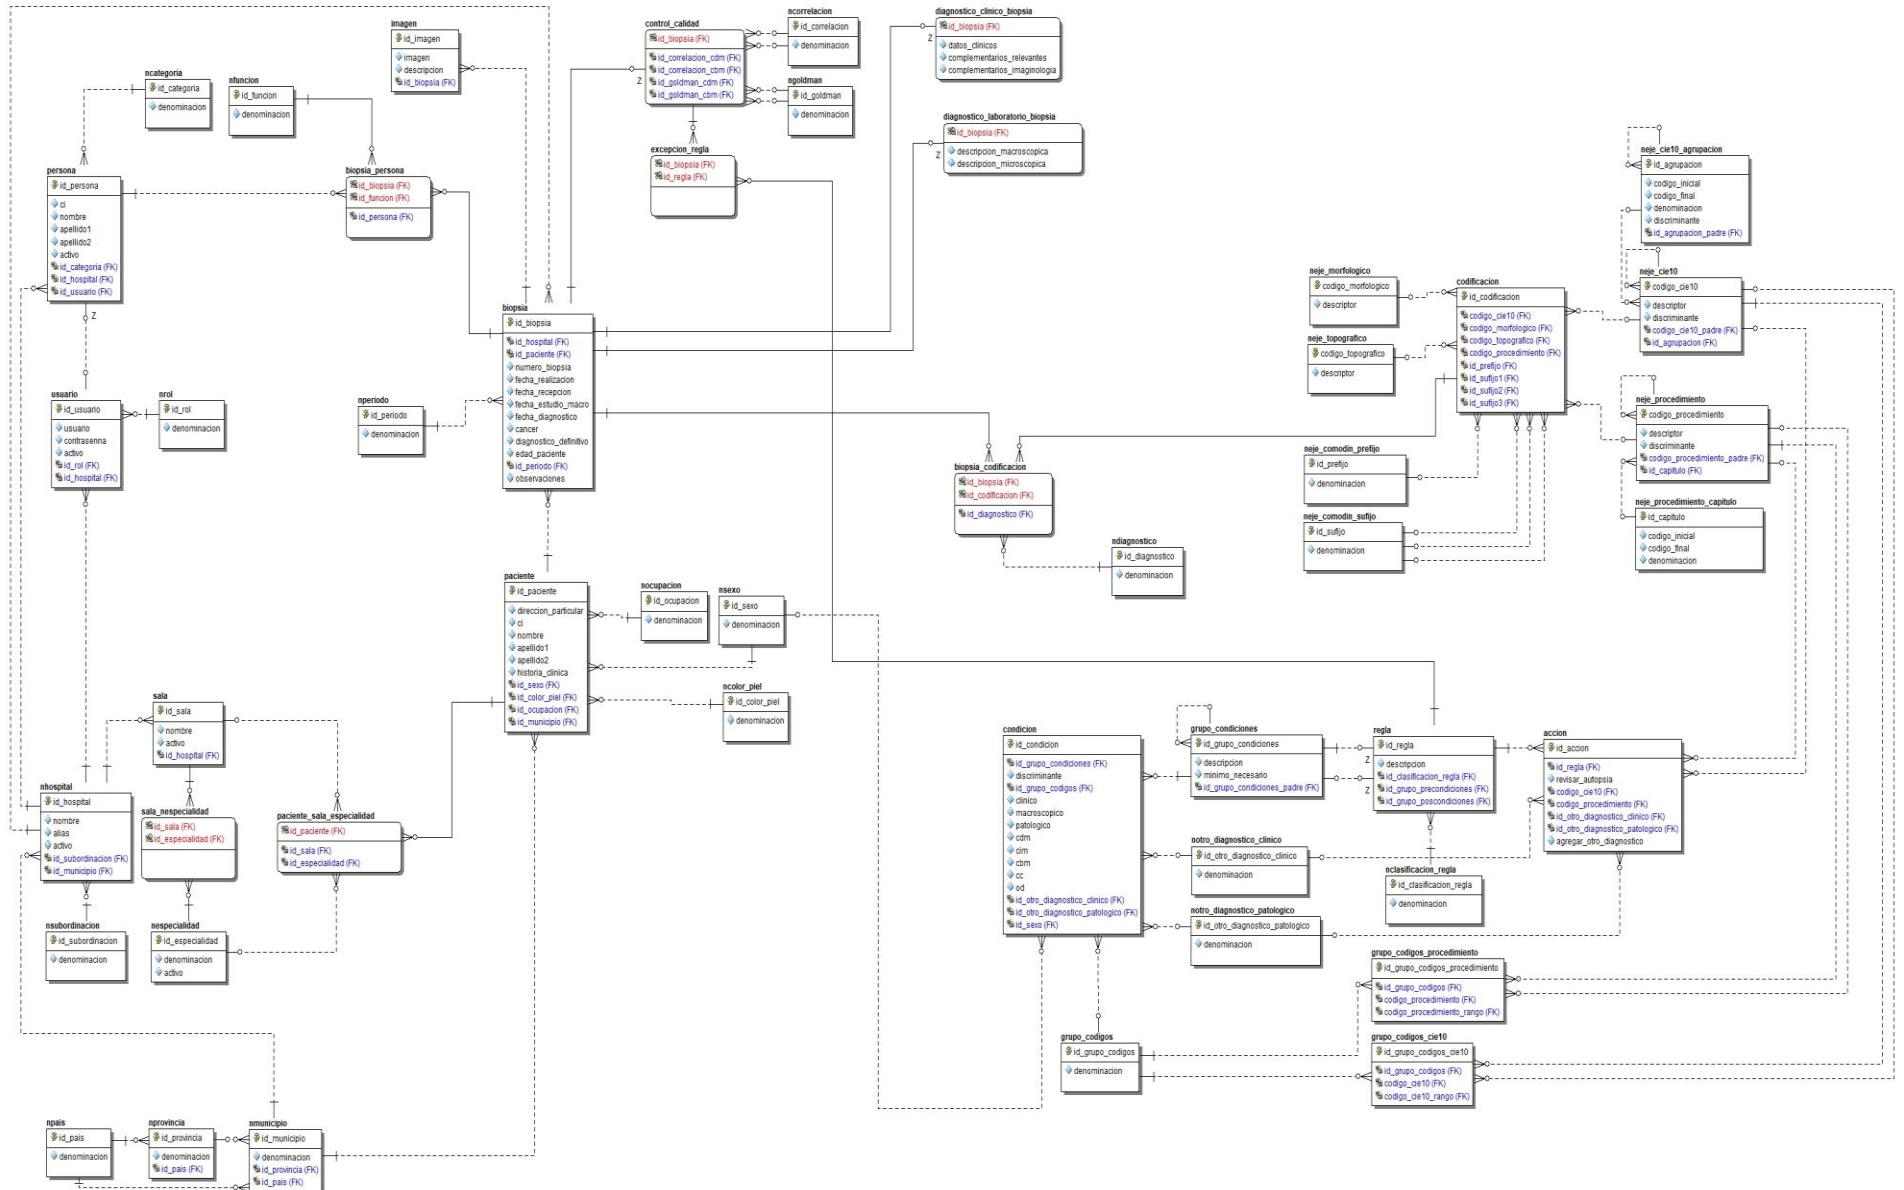 imagen
id_imagen
imagen
descripcion
id_biopsia (FK)
control_calidad
id_biopsia (FK)
id_correlacion_cdm (FK)
id_correlacion_cbm (FK)
id_goldman_cdm (FK)
id_goldman_cbm (FK)
Z
ncorrelacion
id_correlacion
denominacion
ngoldman
id_goldman
denominacion
diagnostico_clinico_biopsia
id_biopsia (FK)
datos_clinicos
complementos_relevantes
complementarios_imaginologia
Z
diagnostico_laboratorio_biopsia
id_biopsia (FK)
descripcion_macroscopica
descripcion_microscopica
Z
excepcion_regla
id_biopsia (FK)
id_regla (FK)
ncategoria
id_categoria
denominacion
nfuncion
id_funcion
denominacion
persona
id_persona
ci
nombre
apellido1
apellido2
activo
id_categoria (FK)
id_hospital (FK)
id_usuario (FK)
Z
biopsia_persona
id_biopsia (FK)
id_funcion (FK)
id_persona (FK)
biopsia
id_biopsia
id_hospital (FK)
id_paciente (FK)
numero_biopsia
fecha_realizacion
fecha_recepcion
fecha_estudio_macro
fecha_diagnostico
cancer
diagnostico_definitivo
edad_paciente
id_periodo (FK)
observaciones
usuario
id_usuario
usuario
contrasenna
activo
id_rol (FK)
id_hospital (FK)
nrol
id_rol
denominacion
nperiodo
id_periodo
denominacion
neje_cie10_agrupacion
id_agrupacion
codigo_inicial
codigo_final
denominacion
discriminante
id_agrupacion_padre (FK)
neje_morfologico
codigo_morfologico
descriptor
neje_topografico
codigo_topografico
descriptor
codificacion
id_codificacion
codigo_cie10 (FK)
codigo_morfologico (FK)
codigo_topografico (FK)
codigo_procedimiento (FK)
id_prefijo (FK)
id_sufijo1 (FK)
id_sufijo2 (FK)
id_sufijo3 (FK)
neje_cie10
codigo_cie10
descriptor
discriminante
codigo_cie10_padre (FK)
id_agrupacion (FK)
neje_procedimiento
codigo_procedimiento
descriptor
discriminante
codigo_procedimiento_padre (FK)
id_capitulo (FK)
neje_comodin_prefijo
id_prefijo
denominacion
neje_comodin_sufijo
id_sufijo
denominacion
neje_procedimiento_capitulo
id_capitulo
codigo_inicial
codigo_final
denominacion
biopsia_codificacion
id_biopsia (FK)
id_codificacion (FK)
id_diagnostico (FK)
ndiagnostico
id_diagnostico
denominacion
paciente
id_paciente
direccion_particular
ci
nombre
apellido1
apellido2
historia_clinica
id_sexo (FK)
id_color_piel (FK)
id_ocupacion (FK)
id_municipio (FK)
nocupacion
id_ocupacion
denominacion
nsexo
id_sexo
denominacion
ncolor_piel
id_color_piel
denominacion
sala
id_sala
nombre
activo
id_hospital (FK)
nhospital
id_hospital
nombre
alias
activo
id_subordinacion (FK)
id_municipio (FK)
sala_nespecialidad
id_sala (FK)
id_especialidad (FK)
paciente_sala_especialidad
id_paciente (FK)
id_sala (FK)
id_especialidad (FK)
nsubordinacion
id_subordinacion
denominacion
nespecialidad
id_especialidad
denominacion
activo
condicion
id_condicion
id_grupo_condiciones (FK)
discriminante
id_grupo_codigos (FK)
clinico
macroscopico
patologico
cdm
cim
cbm
cc
od
id_otro_diagnostico_clinico (FK)
id_otro_diagnostico_patologico (FK)
id_sexo (FK)
grupo_condiciones
id_grupo_condiciones
descripcion
minimo_necesario
id_grupo_condiciones_padre (FK)
Z
Z
regla
id_regla
descripcion
id_clasificacion_regla (FK)
id_grupo_precondiciones (FK)
id_grupo_poscondiciones (FK)
accion
id_accion
id_regla (FK)
revisar_autopsia
codigo_cie10 (FK)
codigo_procedimiento (FK)
id_otro_diagnostico_clinico (FK)
id_otro_diagnostico_patologico (FK)
agregar_otro_diagnostico
notro_diagnostico_clinico
id_otro_diagnostico_clinico
denominacion
nclasificacion_regla
id_clasificacion_regla
denominacion
notro_diagnostico_patologico
id_otro_diagnostico_patologico
denominacion
grupo_codigos_procedimiento
id_grupo_codigos_procedimiento
id_grupo_codigos (FK)
codigo_procedimiento (FK)
codigo_procedimiento_rango (FK)
grupo_codigos
id_grupo_codigos
denominacion
grupo_codigos_cie10
id_grupo_codigos_cie10
id_grupo_codigos (FK)
codigo_cie10 (FK)
codigo_cie10_rango (FK)
npais
id_pais
denominacion
nprovincia
id_provincia
denominacion
id_pais (FK)
nmunicipio
id_municipio
denominacion
id_provincia (FK)
id_pais (FK)